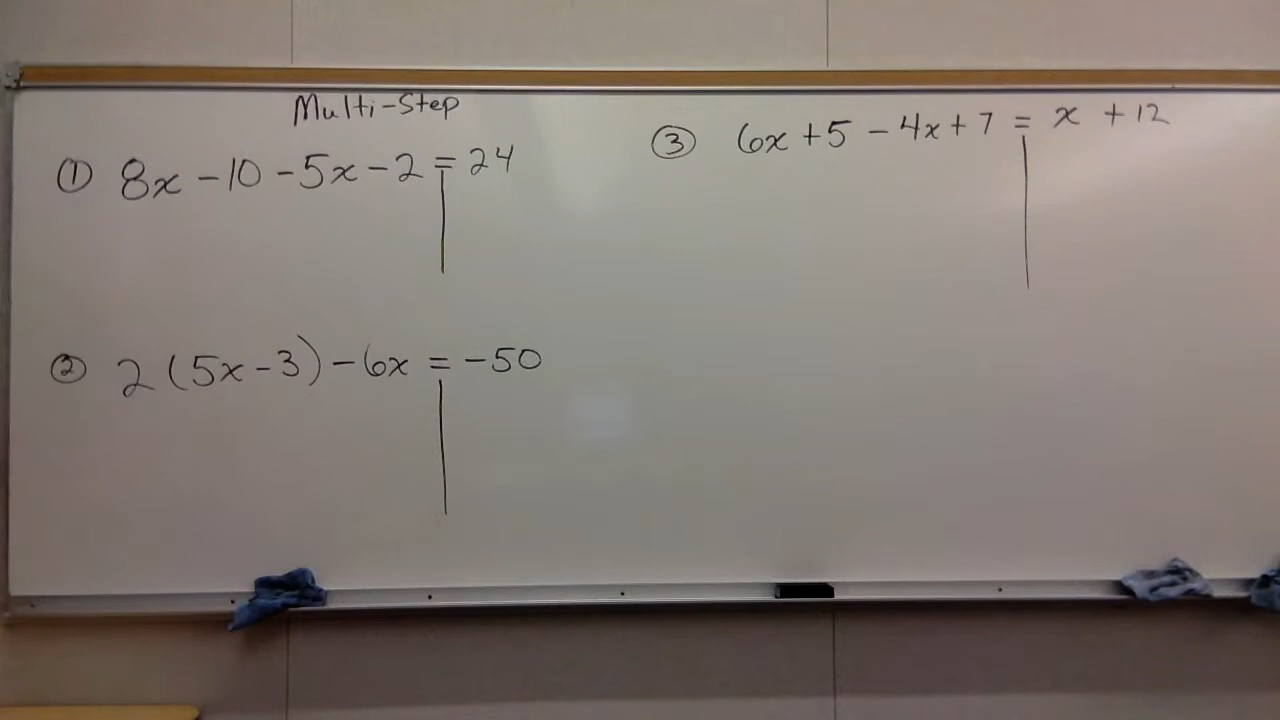 Multi-Step
① 8x - 10 - 5x - 2 = 24
② 2(5x - 3) - 6x = -50
③ 6x + 5 - 4x + 7 = x + 12